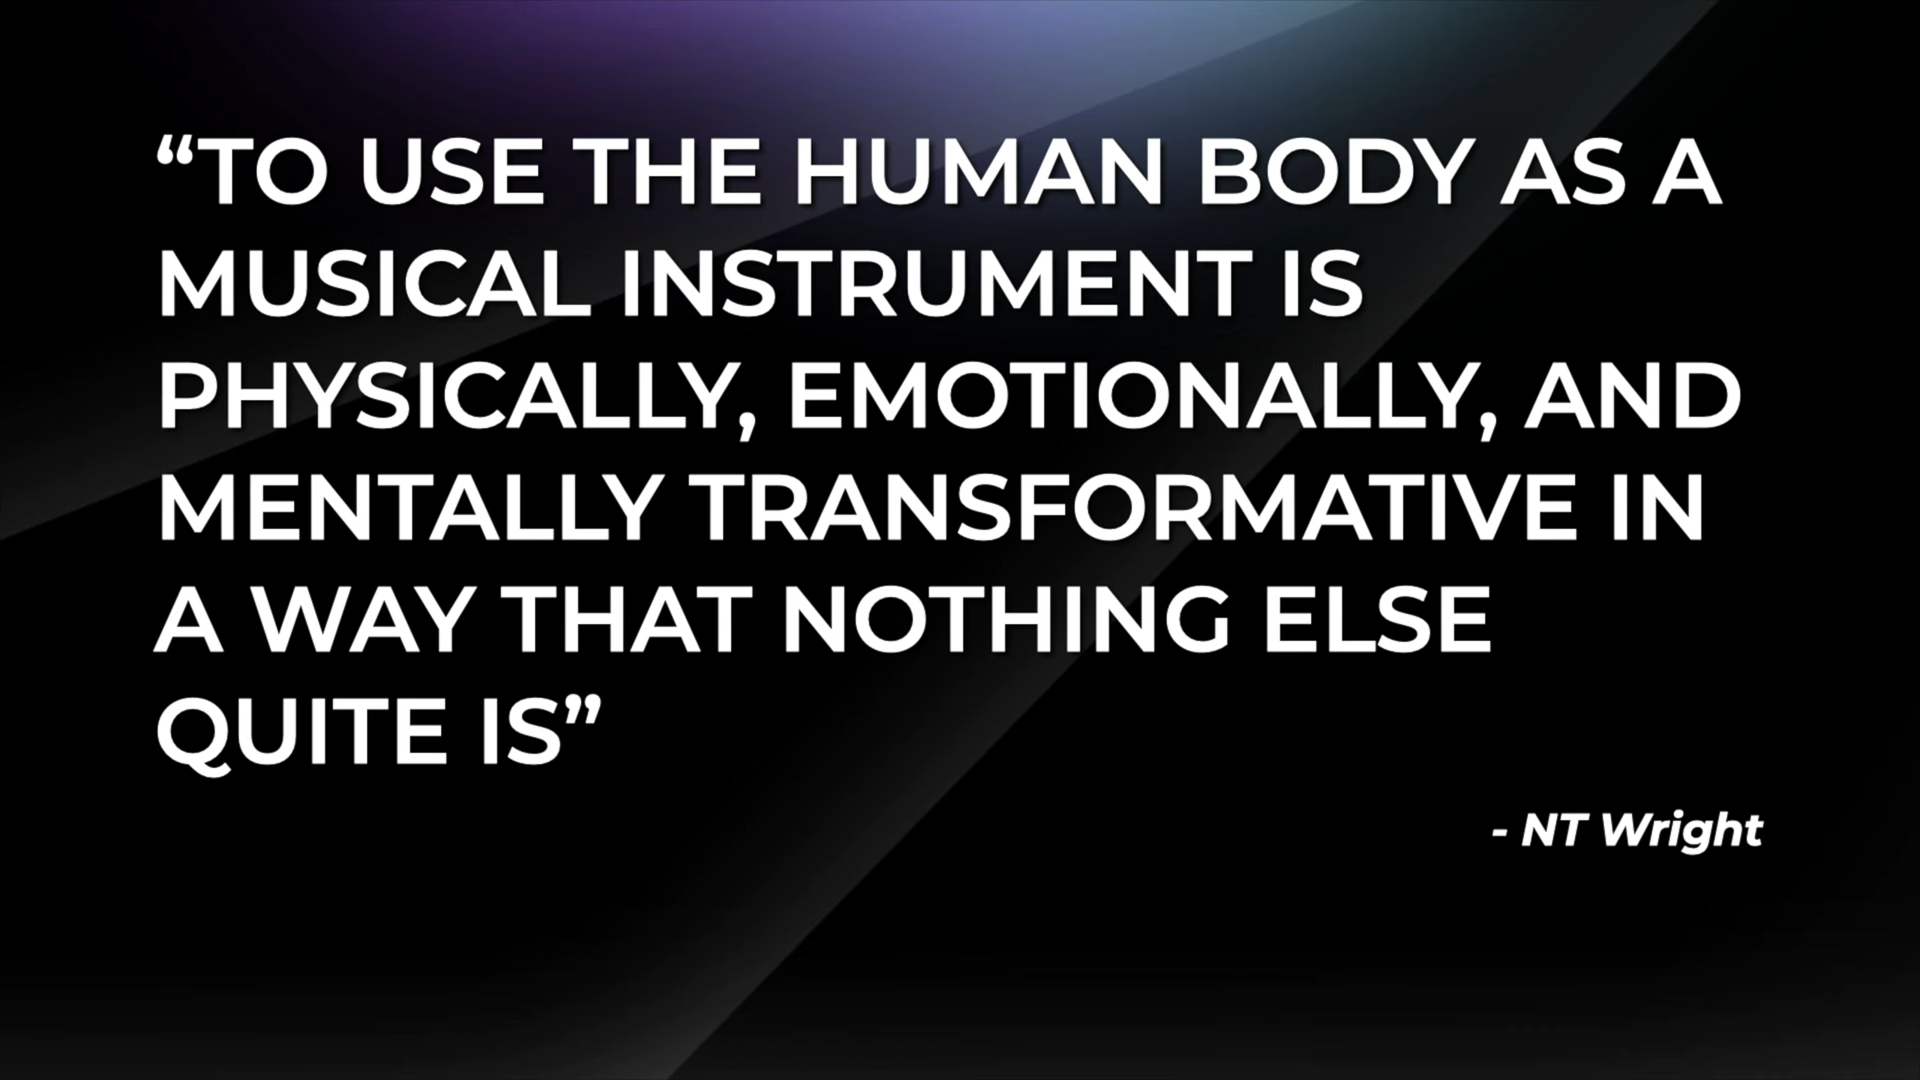 “TO USE THE HUMAN BODY AS A
MUSICAL INSTRUMENT IS
PHYSICALLY, EMOTIONALLY, AND
MENTALLY TRANSFORMATIVE IN
A WAY THAT NOTHING ELSE
QUITE IS”
- NT Wright